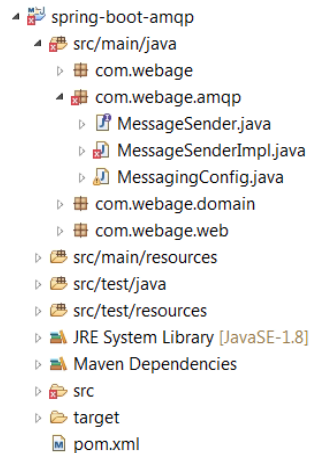 spring-boot-amqp
src/main/java
com.webage
com.webage.amqp
MessageSender.java
MessageSenderImpl.java
MessagingConfig.java
com.webage.domain
com.webage.web
src/main/resources
src/test/java
src/test/resources
JRE System Library [JavaSE-1.8]
Maven Dependencies
src
target
pom.xml